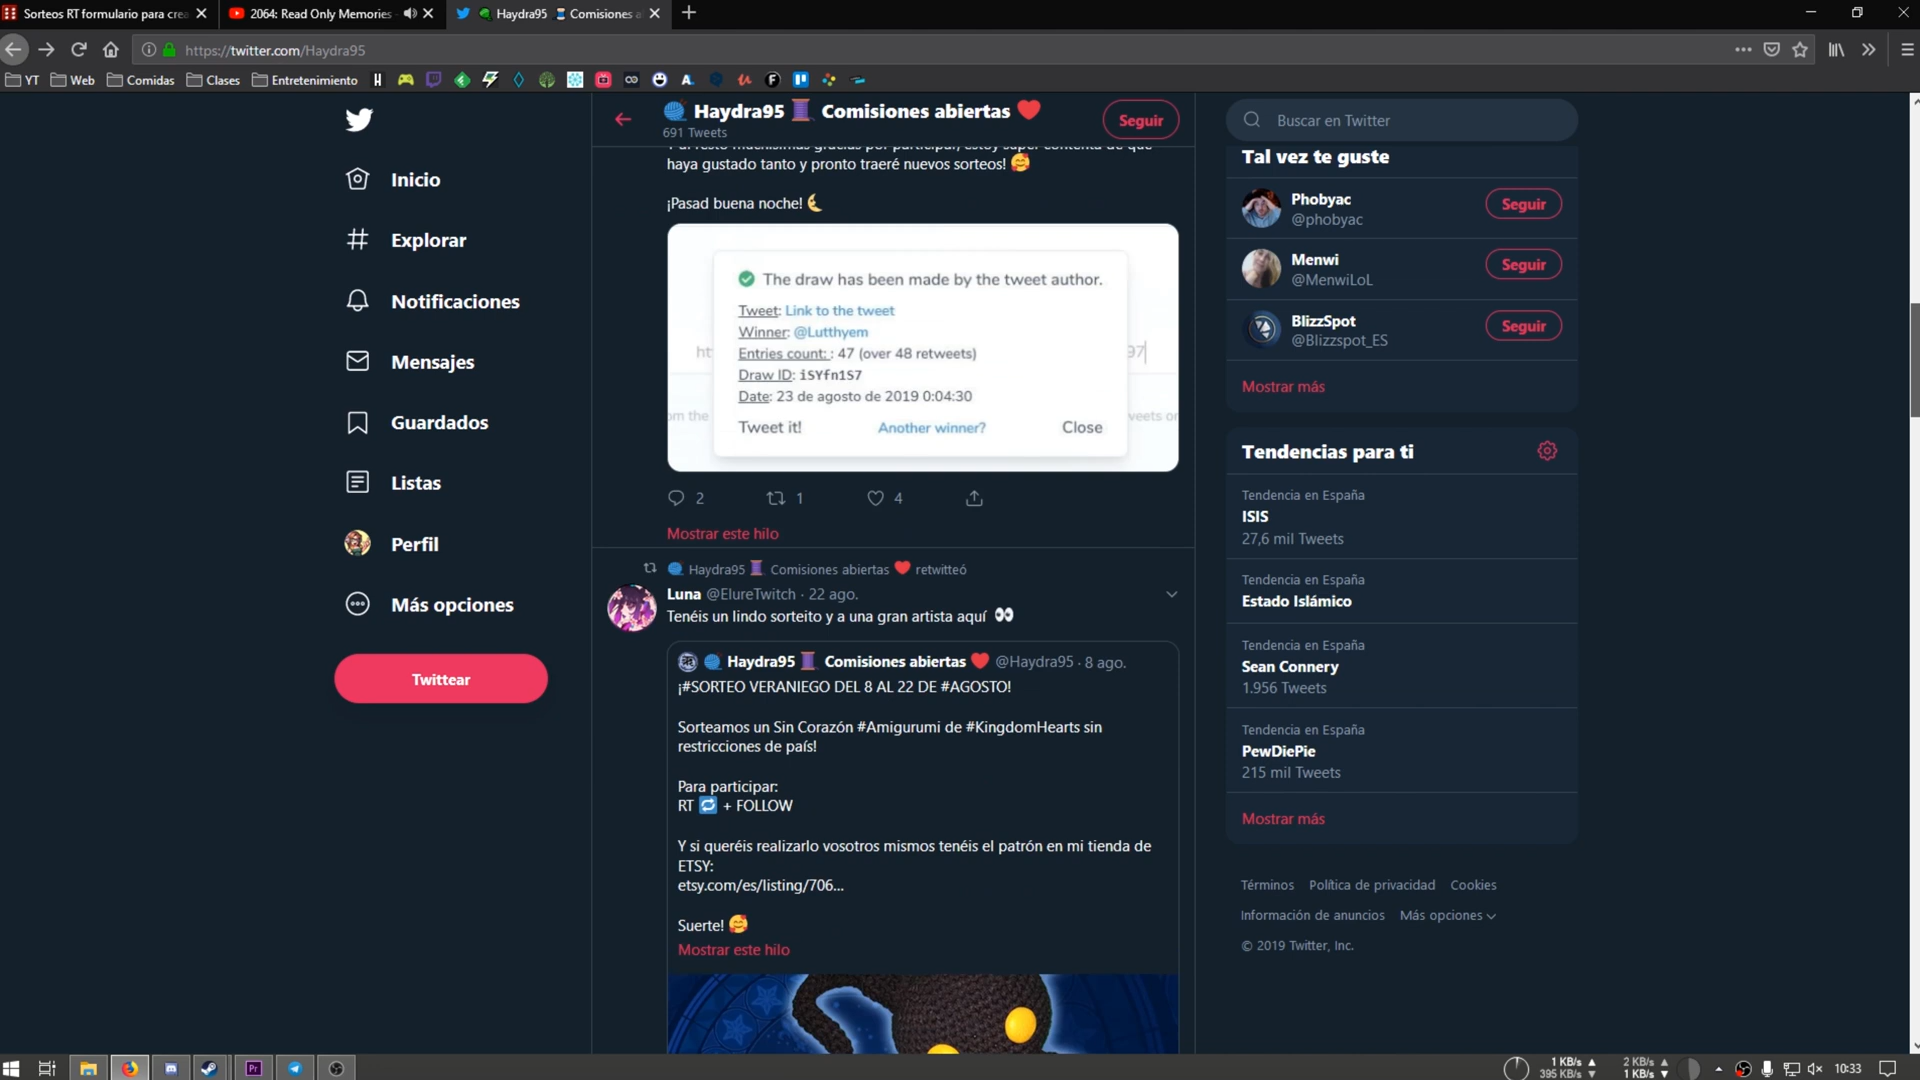 Sorteos RT formulario para crea
2064: Read Only Memories
Haydra95 Comisiones a
https://twitter.com/Haydra95
YT
Web
Comidas
Clases
Entretenimiento
Inicio
Explorar
Notificaciones
Mensajes
Guardados
Listas
Perfil
Más opciones
Twittear
Haydra95 Comisiones abiertas
691 Tweets
Seguir
haya gustado tanto y pronto traeré nuevos sorteos!
¡Pasad buena noche!
The draw has been made by the tweet author.
Tweet: Link to the tweet
Winner: @Lutthyem
Entries count: : 47 (over 48 retweets)
Draw ID: iSYfn1S7
Date: 23 de agosto de 2019 0:04:30
Tweet it! Another winner? Close
2 1 4
Mostrar este hilo
Haydra95 Comisiones abiertas retwitteó
Luna @ElureTwitch · 22 ago.
Tenéis un lindo sorteito y a una gran artista aquí
Haydra95 Comisiones abiertas @Haydra95 · 8 ago.
¡#SORTEO VERANIEGO DEL 8 AL 22 DE #AGOSTO!
Sorteamos un Sin Corazón #Amigurumi de #KingdomHearts sin
restricciones de país!
Para participar:
RT + FOLLOW
Y si queréis realizarlo vosotros mismos tenéis el patrón en mi tienda de
ETSY:
etsy.com/es/listing/706...
Suerte!
Mostrar este hilo
Buscar en Twitter
Tal vez te guste
Phobyac
@phobyac
Seguir
Menwi
@MenwiLoL
Seguir
BlizzSpot
@Blizzspot_ES
Seguir
Mostrar más
Tendencias para ti
Tendencia en España
ISIS
27,6 mil Tweets
Tendencia en España
Estado Islámico
Tendencia en España
Sean Connery
1.956 Tweets
Tendencia en España
PewDiePie
215 mil Tweets
Mostrar más
Términos Política de privacidad Cookies
Información de anuncios Más opciones
© 2019 Twitter, Inc.
1 KB/s
395 KB/s
2 KB/s
1 KB/s
10:33